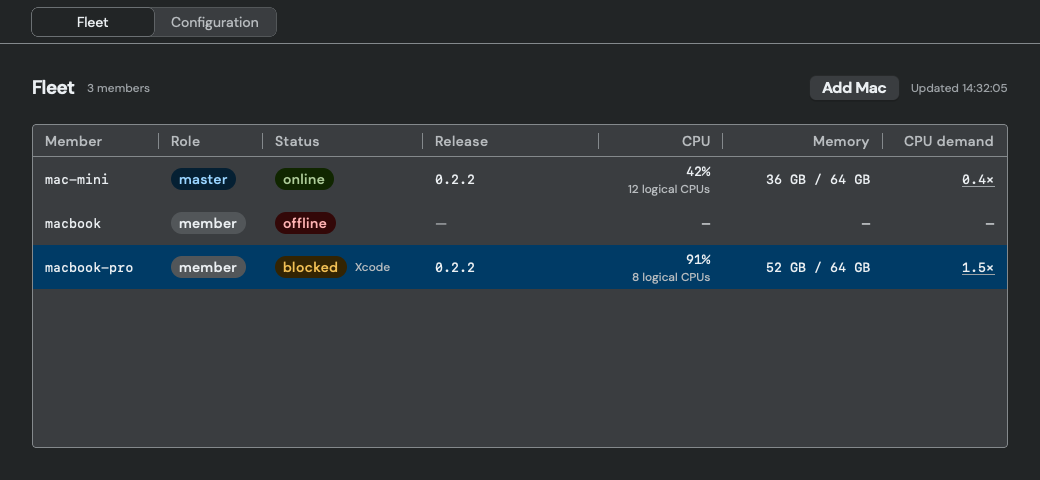 Fleet Configuration
Fleet 3 members Add Mac Updated 14:32:05
Member Role Status Release CPU Memory CPU demand
mac-mini master online 0.2.2 42% 36 GB / 64 GB 0.4×
12 logical CPUs
macbook member offline — — — —
macbook-pro member blocked Xcode 0.2.2 91% 52 GB / 64 GB 1.5×
8 logical CPUs